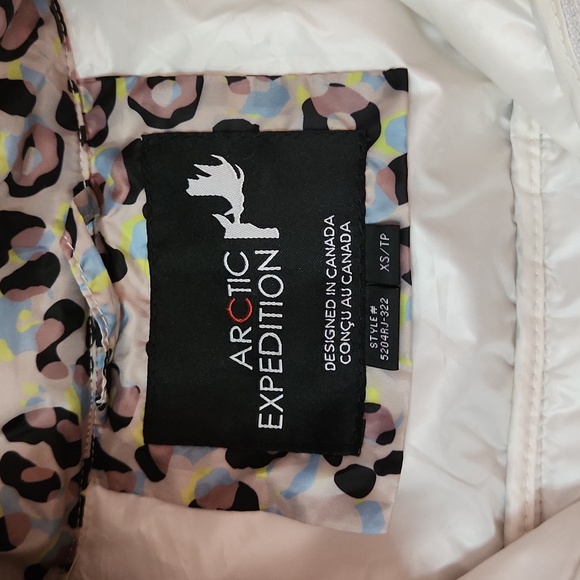 ARCTIC
EXPEDITION
DESIGNED IN CANADA
CONÇU AU CANADA
STYLE#
5204RJ-322
XS/TP